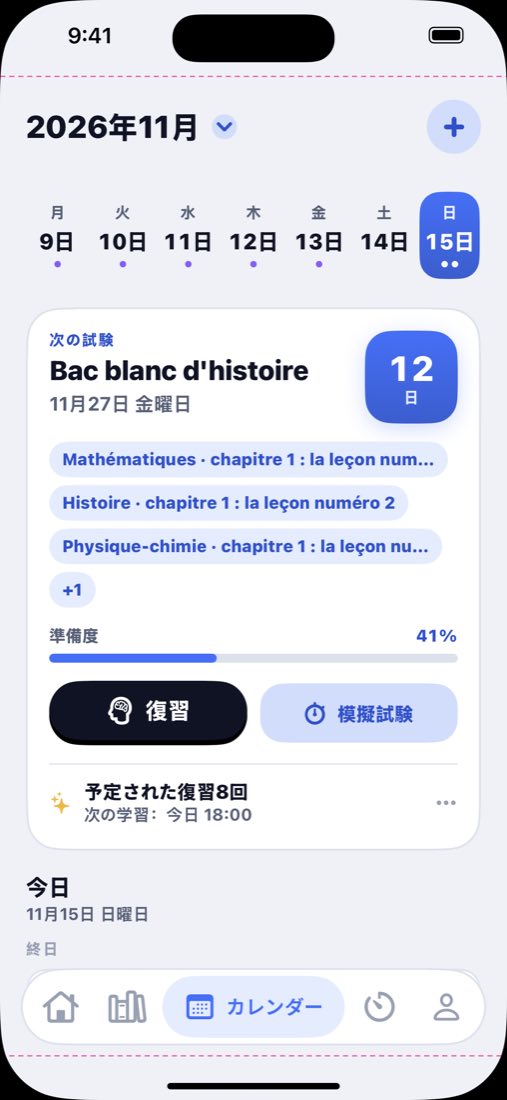 9:41
2026年11月
月 火 水 木 金 土 日
9日 10日 11日 12日 13日 14日 15日
次の試験
Bac blanc d'histoire
11月27日 金曜日
12
日
Mathématiques · chapitre 1 : la leçon num...
Histoire · chapitre 1 : la leçon numéro 2
Physique-chimie · chapitre 1 : la leçon nu...
+1
準備度 41%
復習 模擬試験
予定された復習8回
次の学習: 今日 18:00
今日
11月15日 日曜日
終日
カレンダー